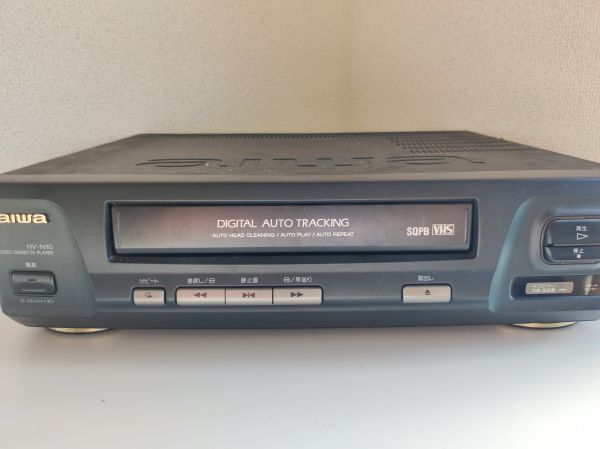 aiwa
aiwa
HV-N10
VIDEO CASSETTE PLAYER
電源
DIGITAL AUTO TRACKING
AUTO HEAD CLEANING / AUTO PLAY / AUTO REPEAT
SQPB VHS
リピート
巻戻し/
静止画
/早送り
取出し
再生
停止